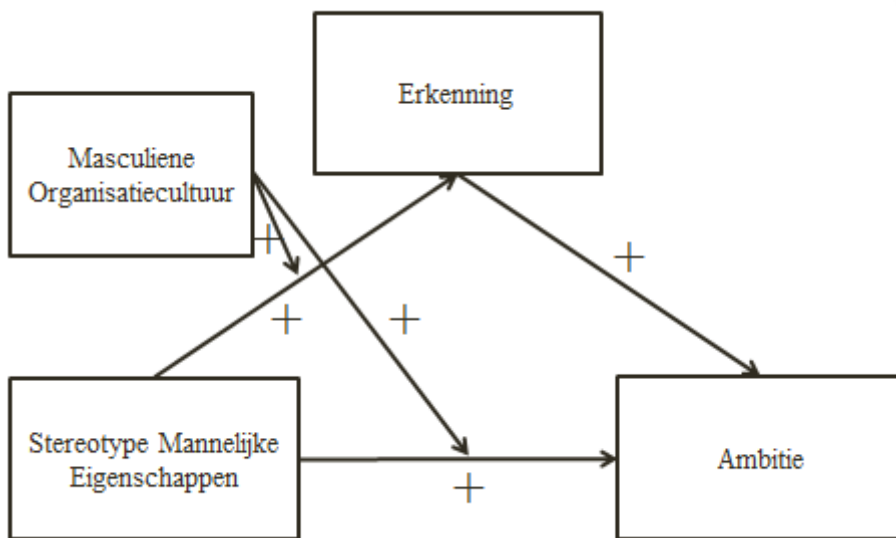 Erkenning
Masculiene
Organisatiecultuur
+
+
+
+
Stereotype Mannelijke
Eigenschappen
Ambitie
+